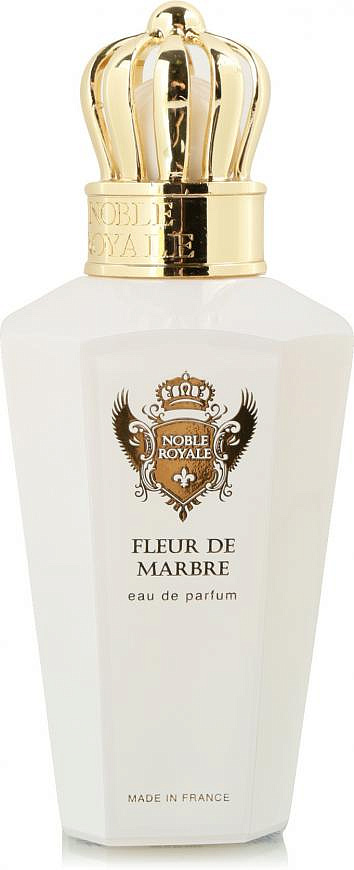 NOBLE
ROYALE
NOBLE
ROYALE
FLEUR DE
MARBRE
eau de parfum
MADE IN FRANCE